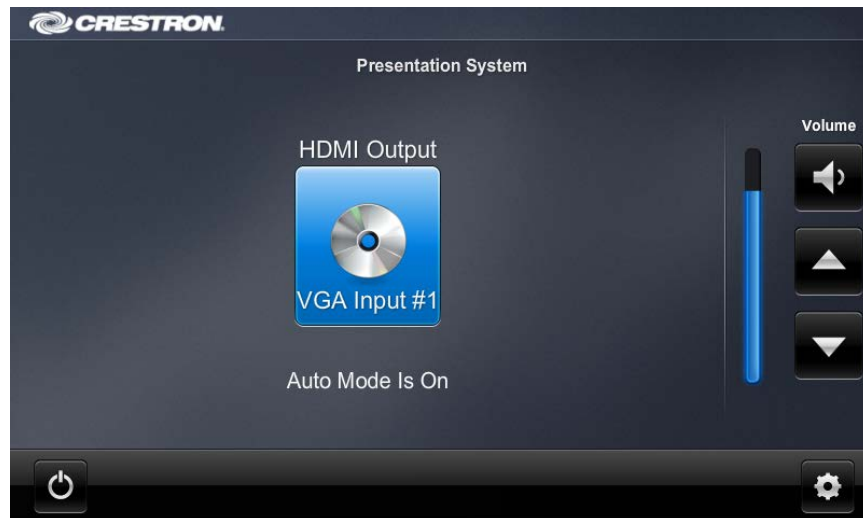 CRESTRON.
Presentation System
Volume
HDMI Output
VGA Input #1
Auto Mode Is On